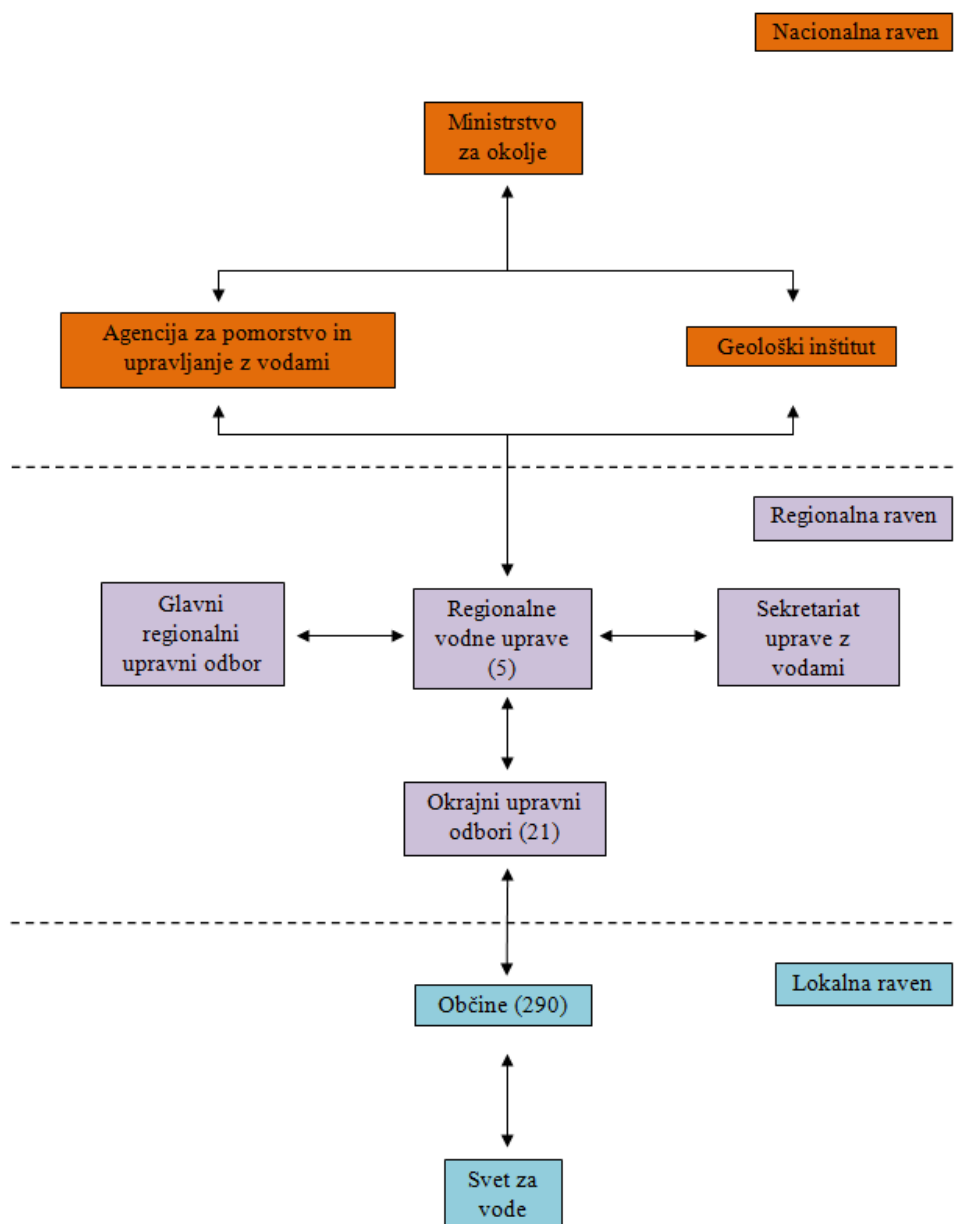 Nacionalna raven
Ministrstvo
za okolje
Agencija za pomorstvo in
upravljanje z vodami
Geološki inštitut
Regionalna raven
Glavni
regionalni
upravni odbor
Regionalne
vodne uprave
(5)
Sekretariat
uprave z
vodami
Okrajni upravni
odbori (21)
Lokalna raven
Občine (290)
Svet za
vode